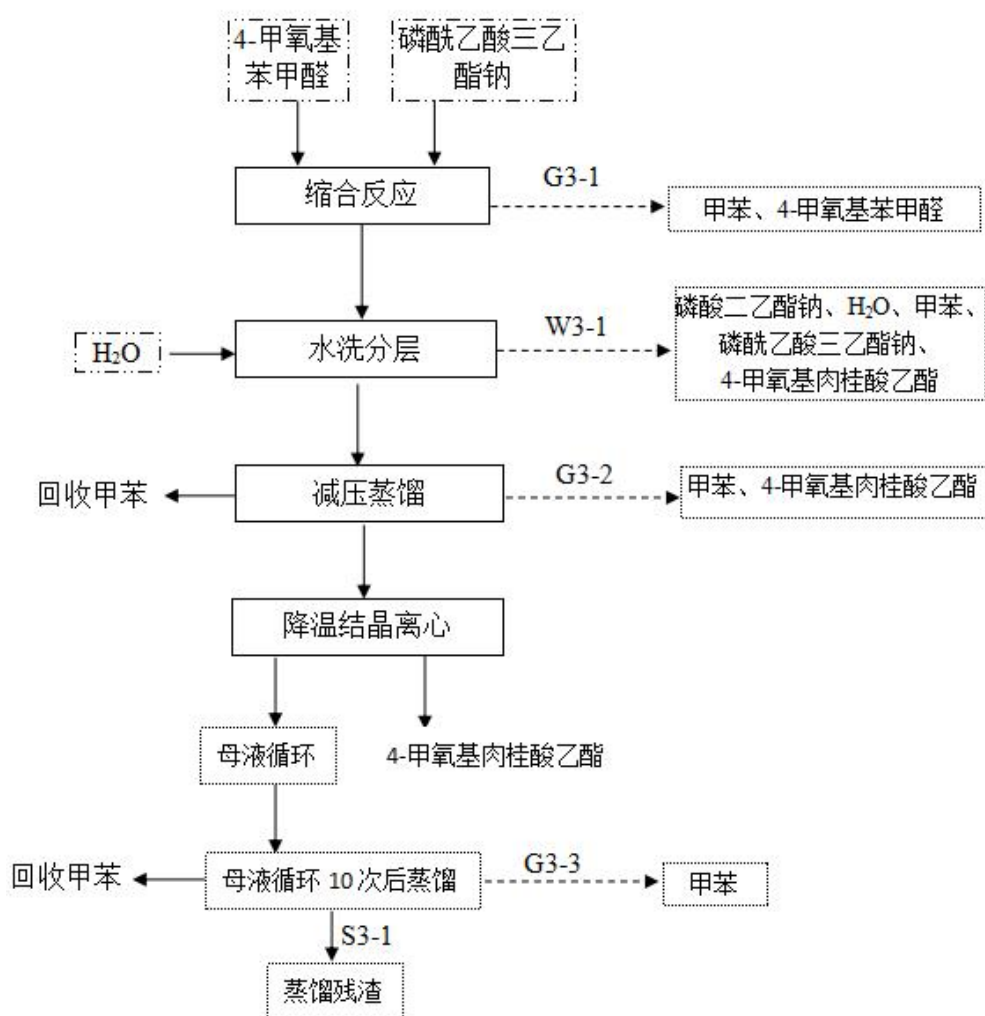 4-甲氧基
苯甲醛
磷酰乙酸三乙
酯钠
缩合反应
G3-1
甲苯、4-甲氧基苯甲醛
H₂O
水洗分层
W3-1
磷酸二乙酯钠、H₂O、甲苯、
磷酰乙酸三乙酯钠、
4-甲氧基肉桂酸乙酯
回收甲苯
减压蒸馏
G3-2
甲苯、4-甲氧基肉桂酸乙酯
降温结晶离心
母液循环
4-甲氧基肉桂酸乙酯
回收甲苯
母液循环 10 次后蒸馏
G3-3
甲苯
S3-1
蒸馏残渣